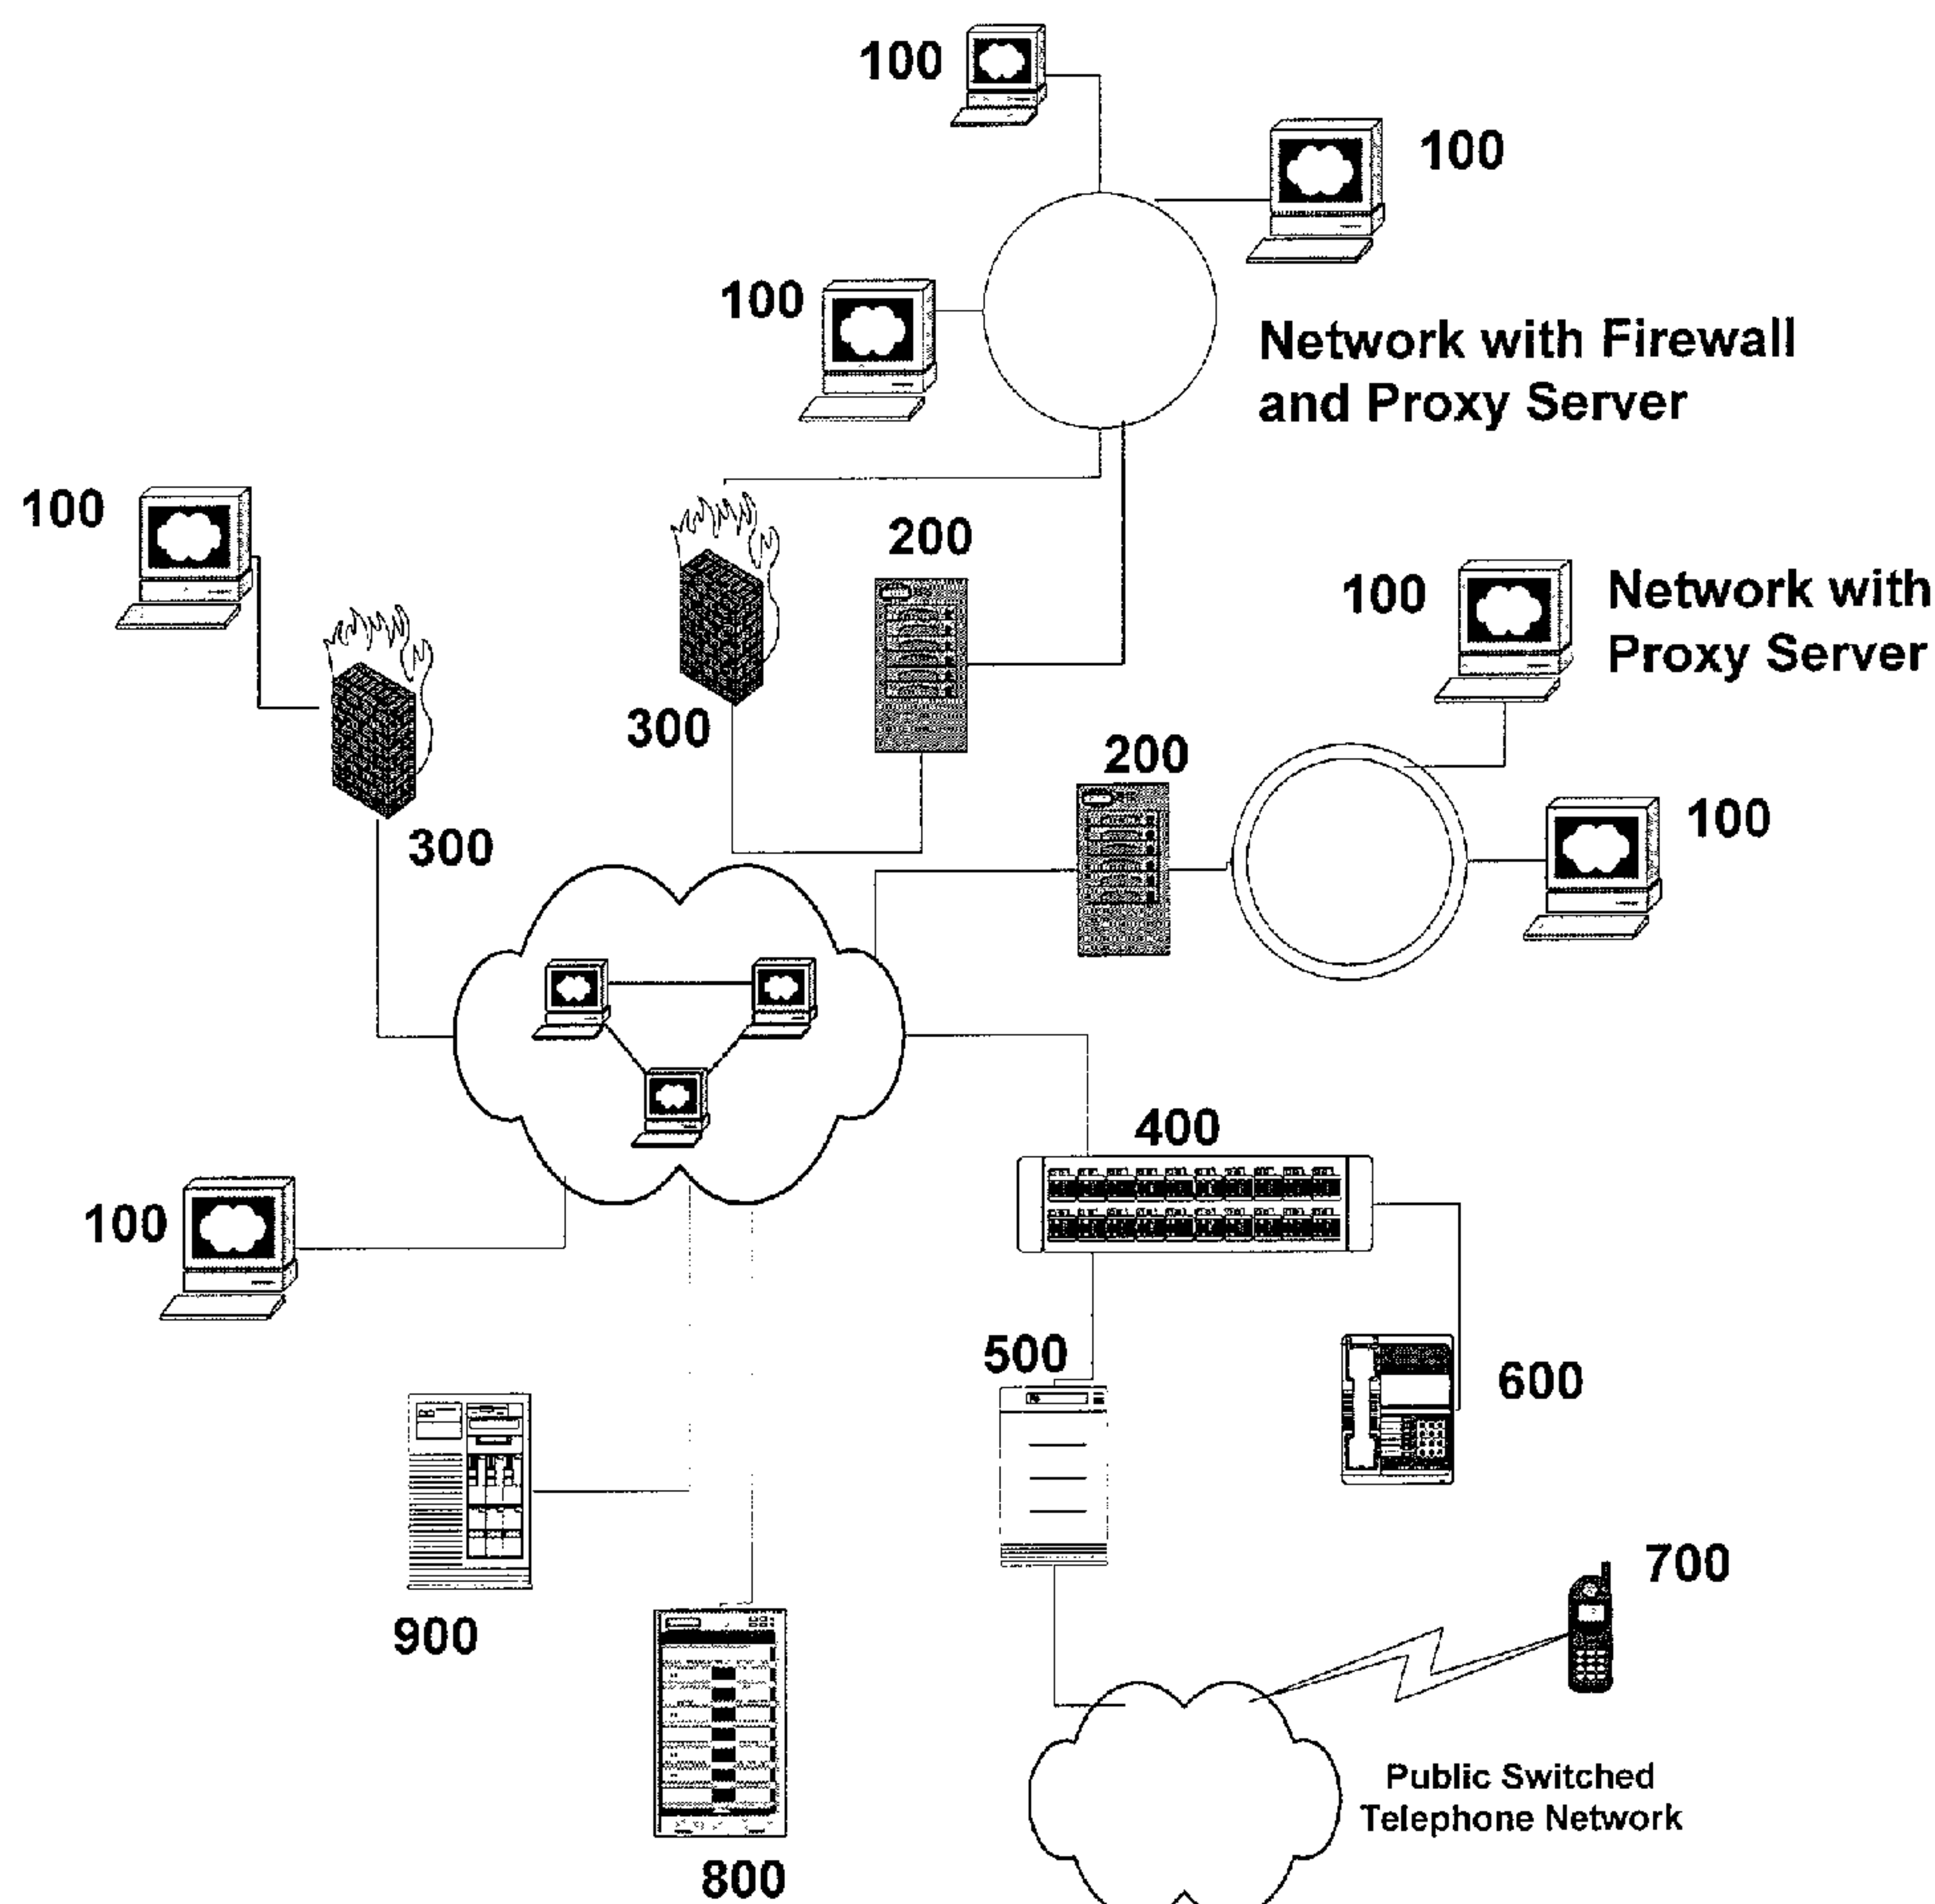 100
100
100
Network with Firewall
and Proxy Server
100
200
100
Network with
Proxy Server
300
200
100
300
400
100
500
600
700
900
Public Switched
Telephone Network
800